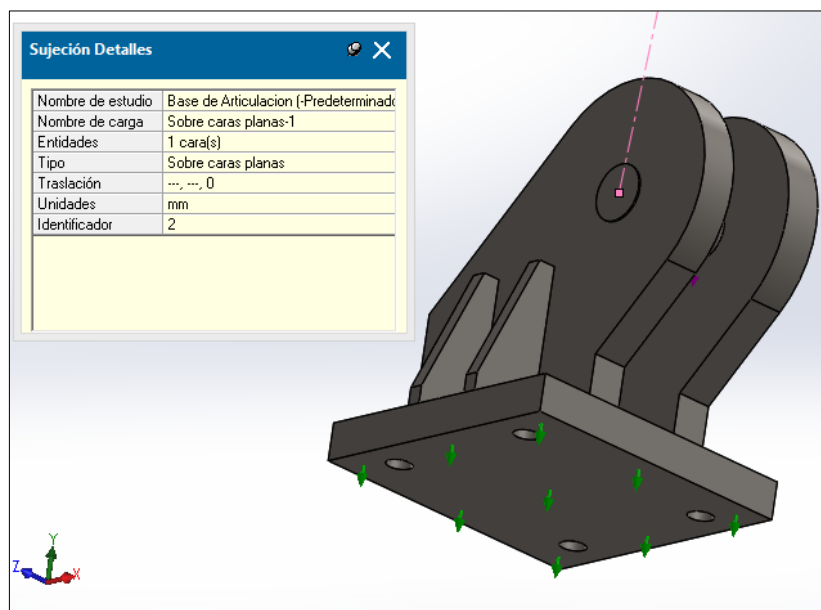 Sujeción Detalles
Nombre de estudio Base de Articulacion (-Predeterminado
Nombre de carga Sobre caras planas-1
Entidades 1 cara(s)
Tipo Sobre caras planas
Traslación ---, ---, 0
Unidades mm
Identificador 2
Y
Z X